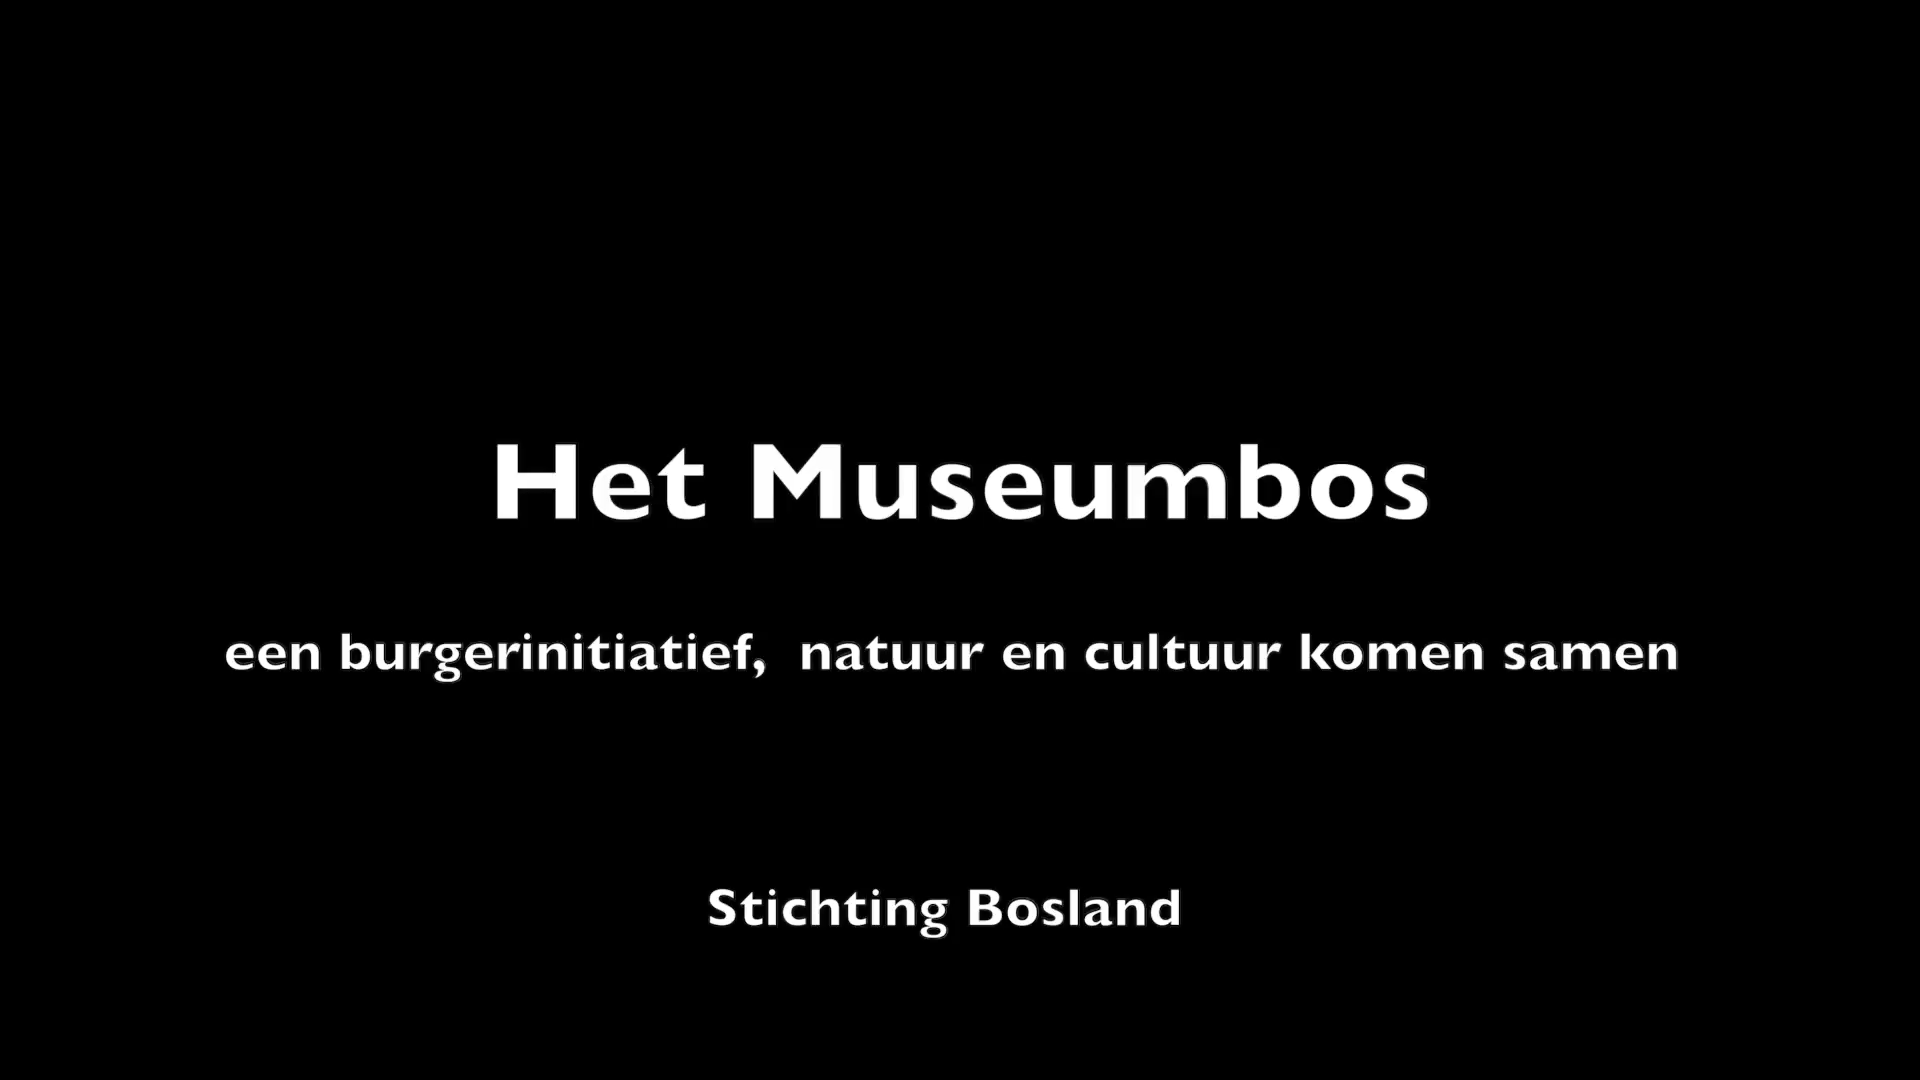 Het Museumbos
een burgerinitiatief,  natuur en cultuur komen samen
Stichting Bosland